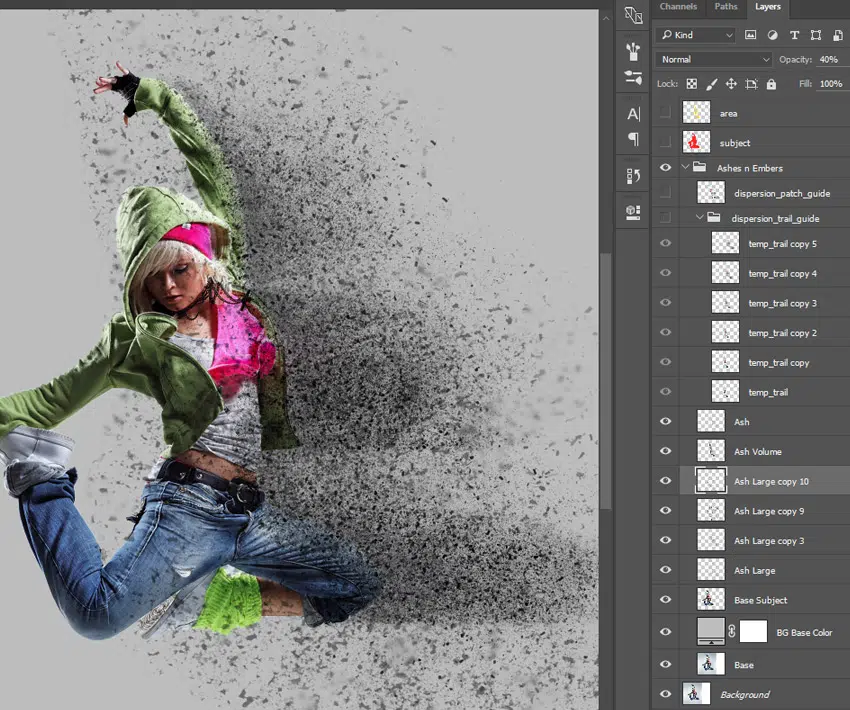 Channels Paths Layers
Kind
Normal Opacity: 40%
Lock: Fill: 100%
area
subject
Ashes n Embers
dispersion_patch_guide
dispersion_trail_guide
temp_trail copy 5
temp_trail copy 4
temp_trail copy 3
temp_trail copy 2
temp_trail copy
temp_trail
Ash
Ash Volume
Ash Large copy 10
Ash Large copy 9
Ash Large copy 3
Ash Large
Base Subject
BG Base Color
Base
Background